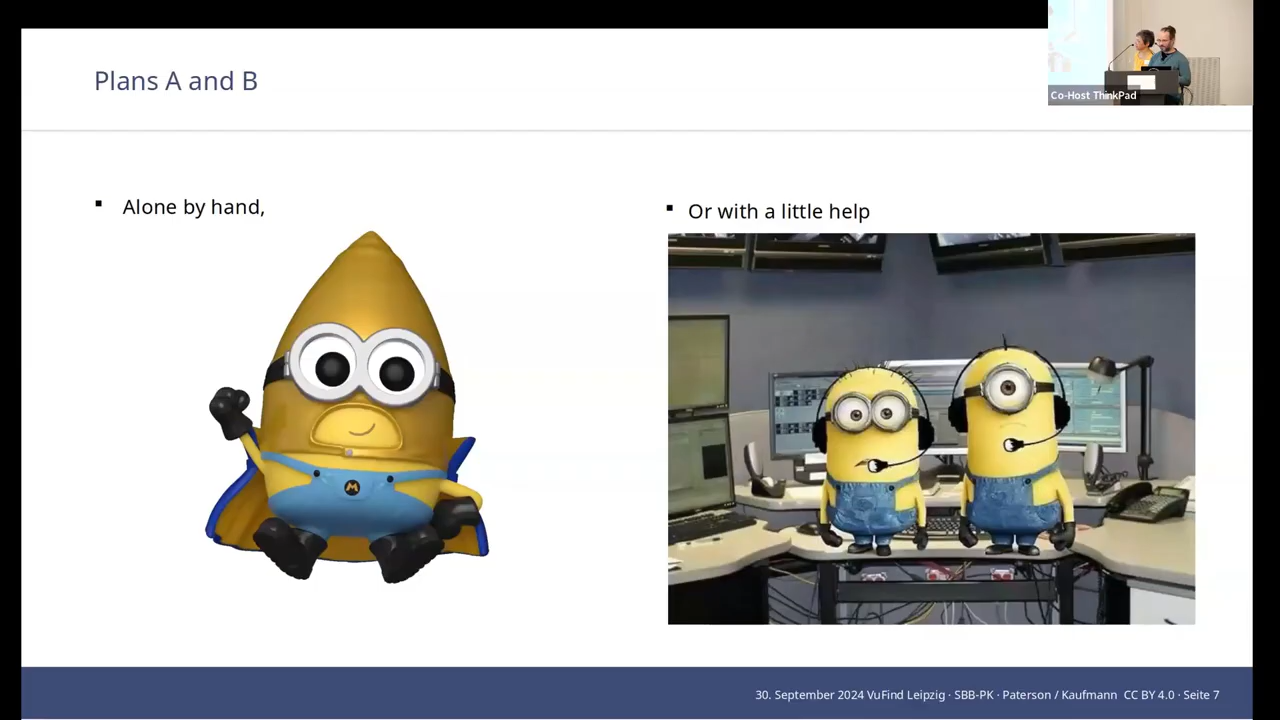 Plans A and B
Co-Host ThinkPad
Alone by hand,
Or with a little help
M
30. September 2024 VuFind Leipzig · SBB-PK · Paterson / Kaufmann CC BY 4.0 · Seite 7